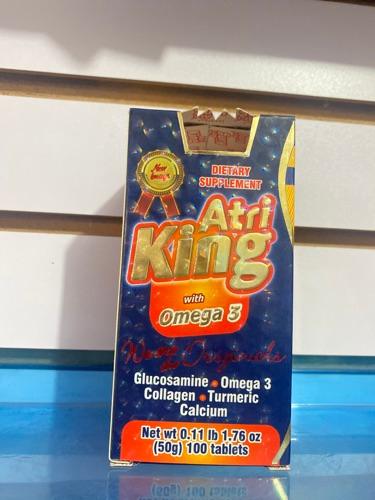 New
Image
DIETARY
SUPPLEMENT
Atri
King
with
Omega 3
Glucosamine • Omega 3
Collagen • Turmeric
Calcium
Net wt 0.11 lb 1.76 oz
(50g) 100 tablets